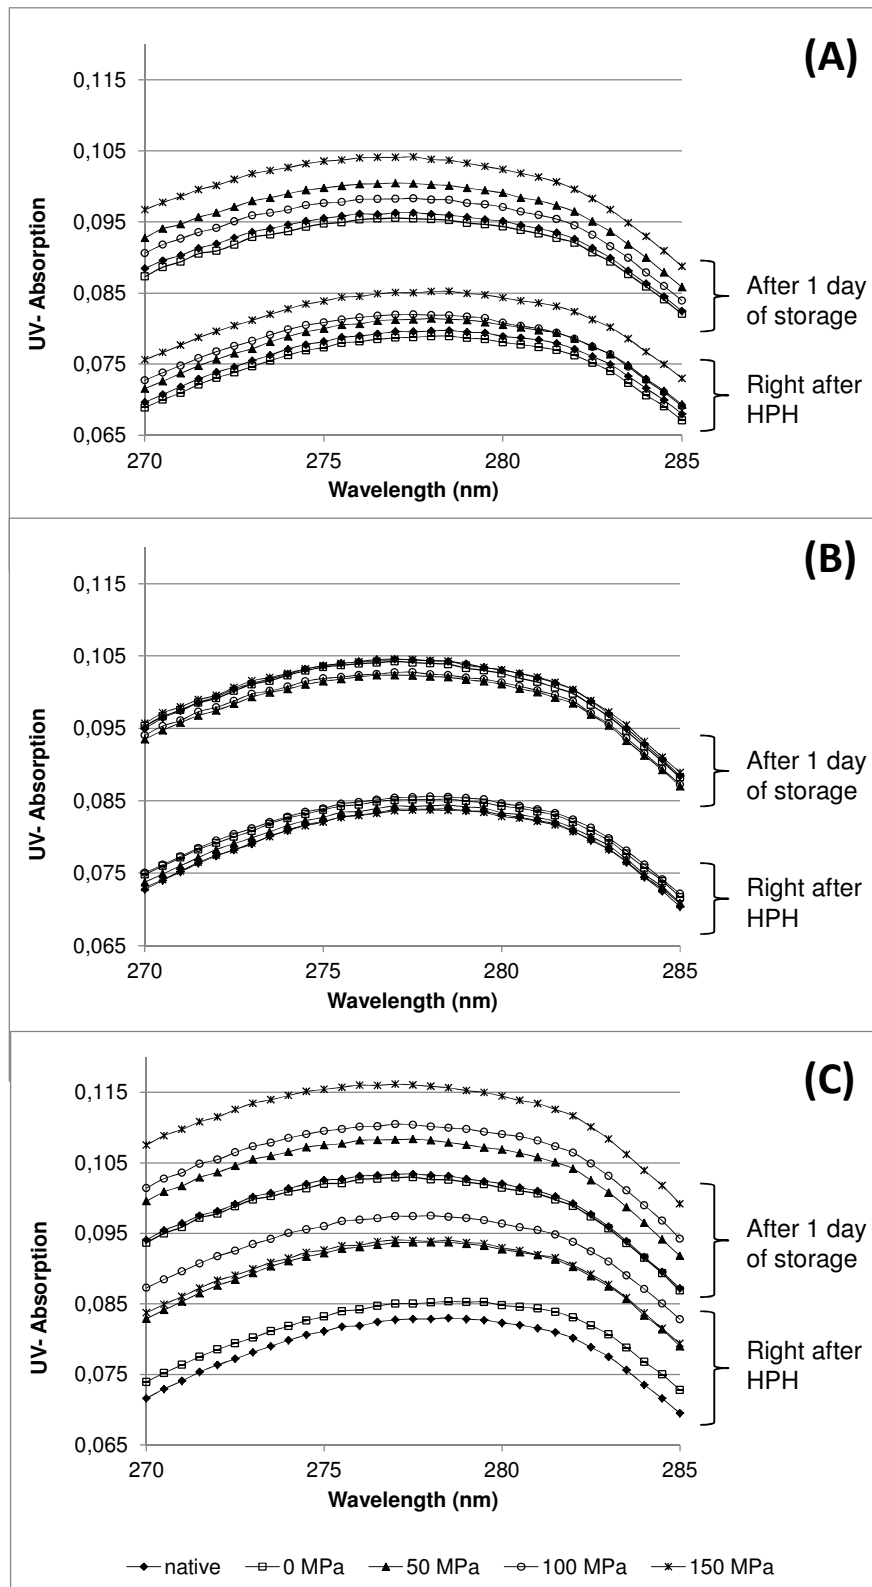 (A)
0,115
0,105
0,095
0,085
0,075
0,065
UV- Absorption
After 1 day
of storage
Right after
HPH
270
275
280
285
Wavelength (nm)
(B)
0,115
0,105
0,095
0,085
0,075
0,065
UV- Absorption
After 1 day
of storage
Right after
HPH
270
275
280
285
Wavelength (nm)
(C)
0,115
0,105
0,095
0,085
0,075
0,065
UV- Absorption
After 1 day
of storage
Right after
HPH
270
275
280
285
Wavelength (nm)
native
0 MPa
50 MPa
100 MPa
150 MPa